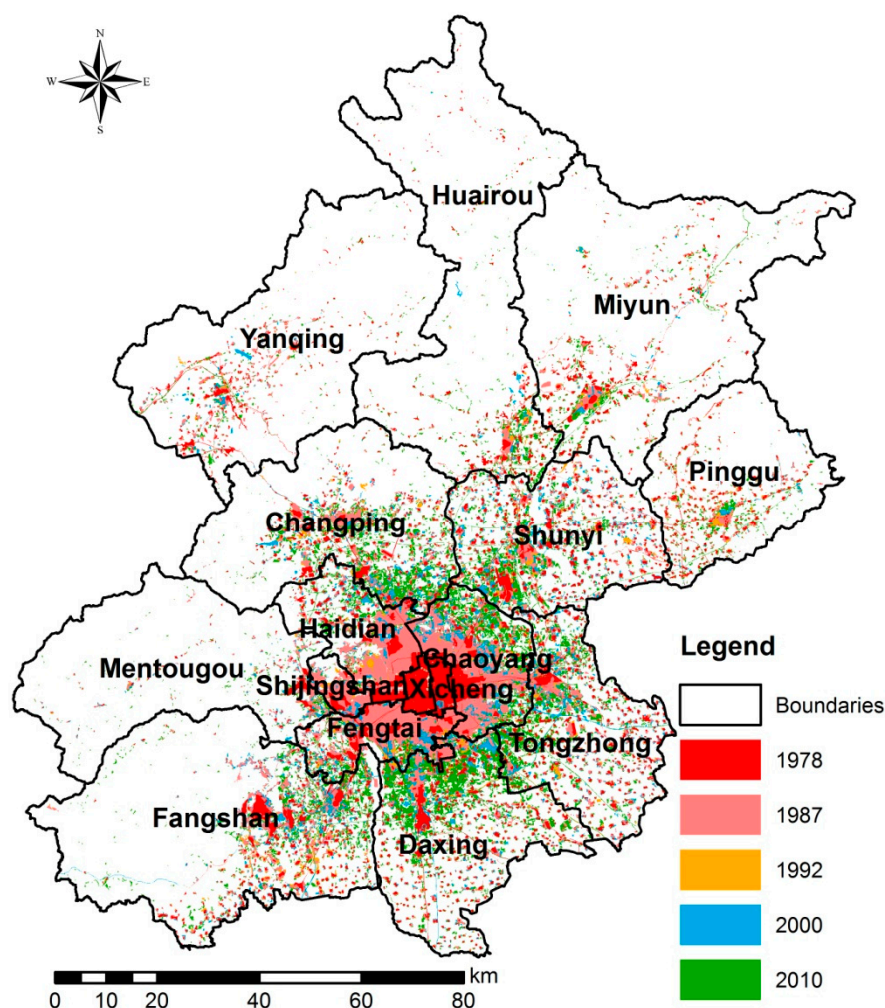 N
W
E
S
Huairou
Miyun
Yanqing
Pinggu
Changping
Shunyi
Haidian
Mentougou
Chaoyang
Shijingshan
Xicheng
Fengtai
Tongzhong
Fangshan
Daxing
Legend
Boundaries
1978
1987
1992
2000
2010
km
0 10 20 40 60 80